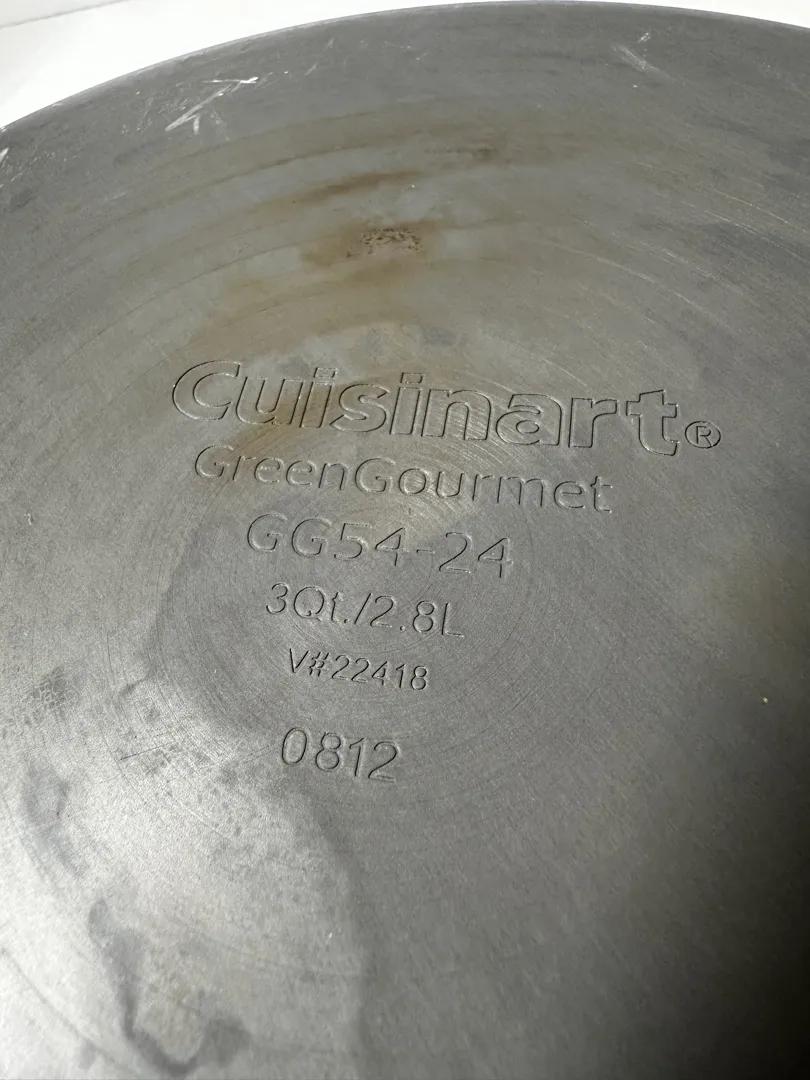 Cuisinart®
GreenGourmet
GG54-24
3Qt./2.8L
V#22418
0812